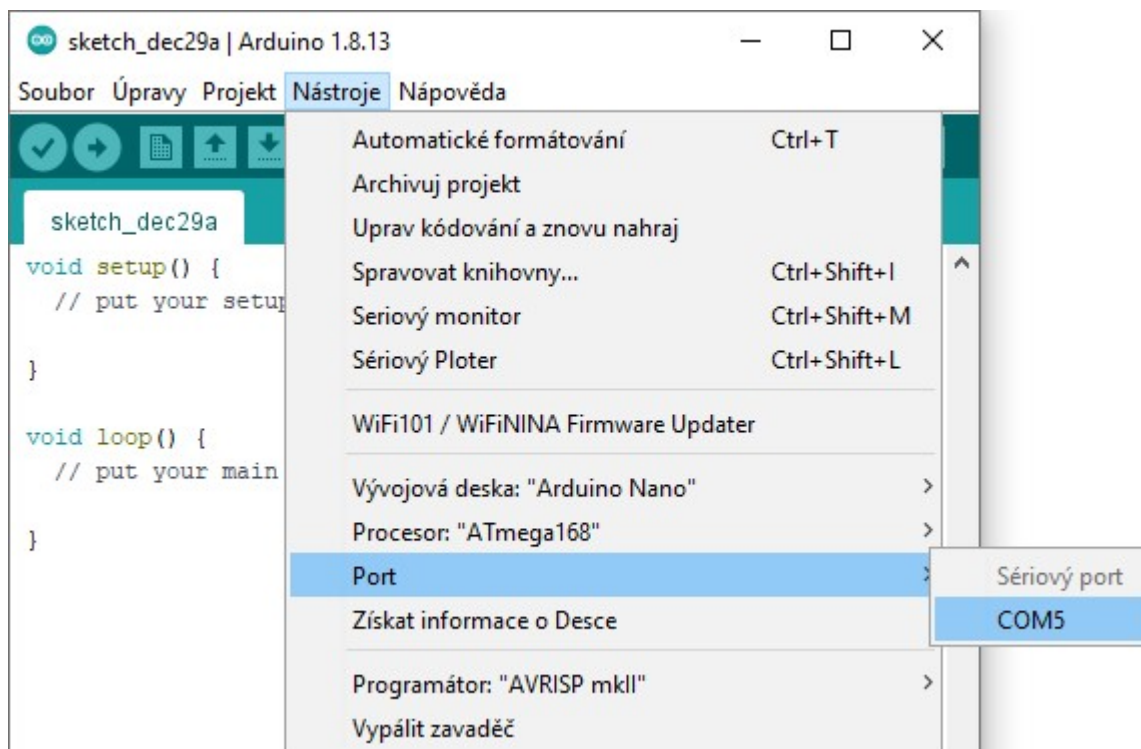 sketch_dec29a | Arduino 1.8.13
Soubor Úpravy Projekt Nástroje Nápověda
Automatické formátování Ctrl+T
Archivuj projekt
Uprav kódování a znovu nahraj
Spravovat knihovny... Ctrl+Shift+I
Seriový monitor Ctrl+Shift+M
Sériový Ploter Ctrl+Shift+L
WiFi101 / WiFiNINA Firmware Updater
Vývojová deska: "Arduino Nano"
Procesor: "ATmega168"
Port
Získat informace o Desce
Programátor: "AVRISP mkII"
Vypálit zavaděč
Sériový port
COM5
sketch_dec29a
void setup() {
// put your setup
}
void loop() {
// put your main
}